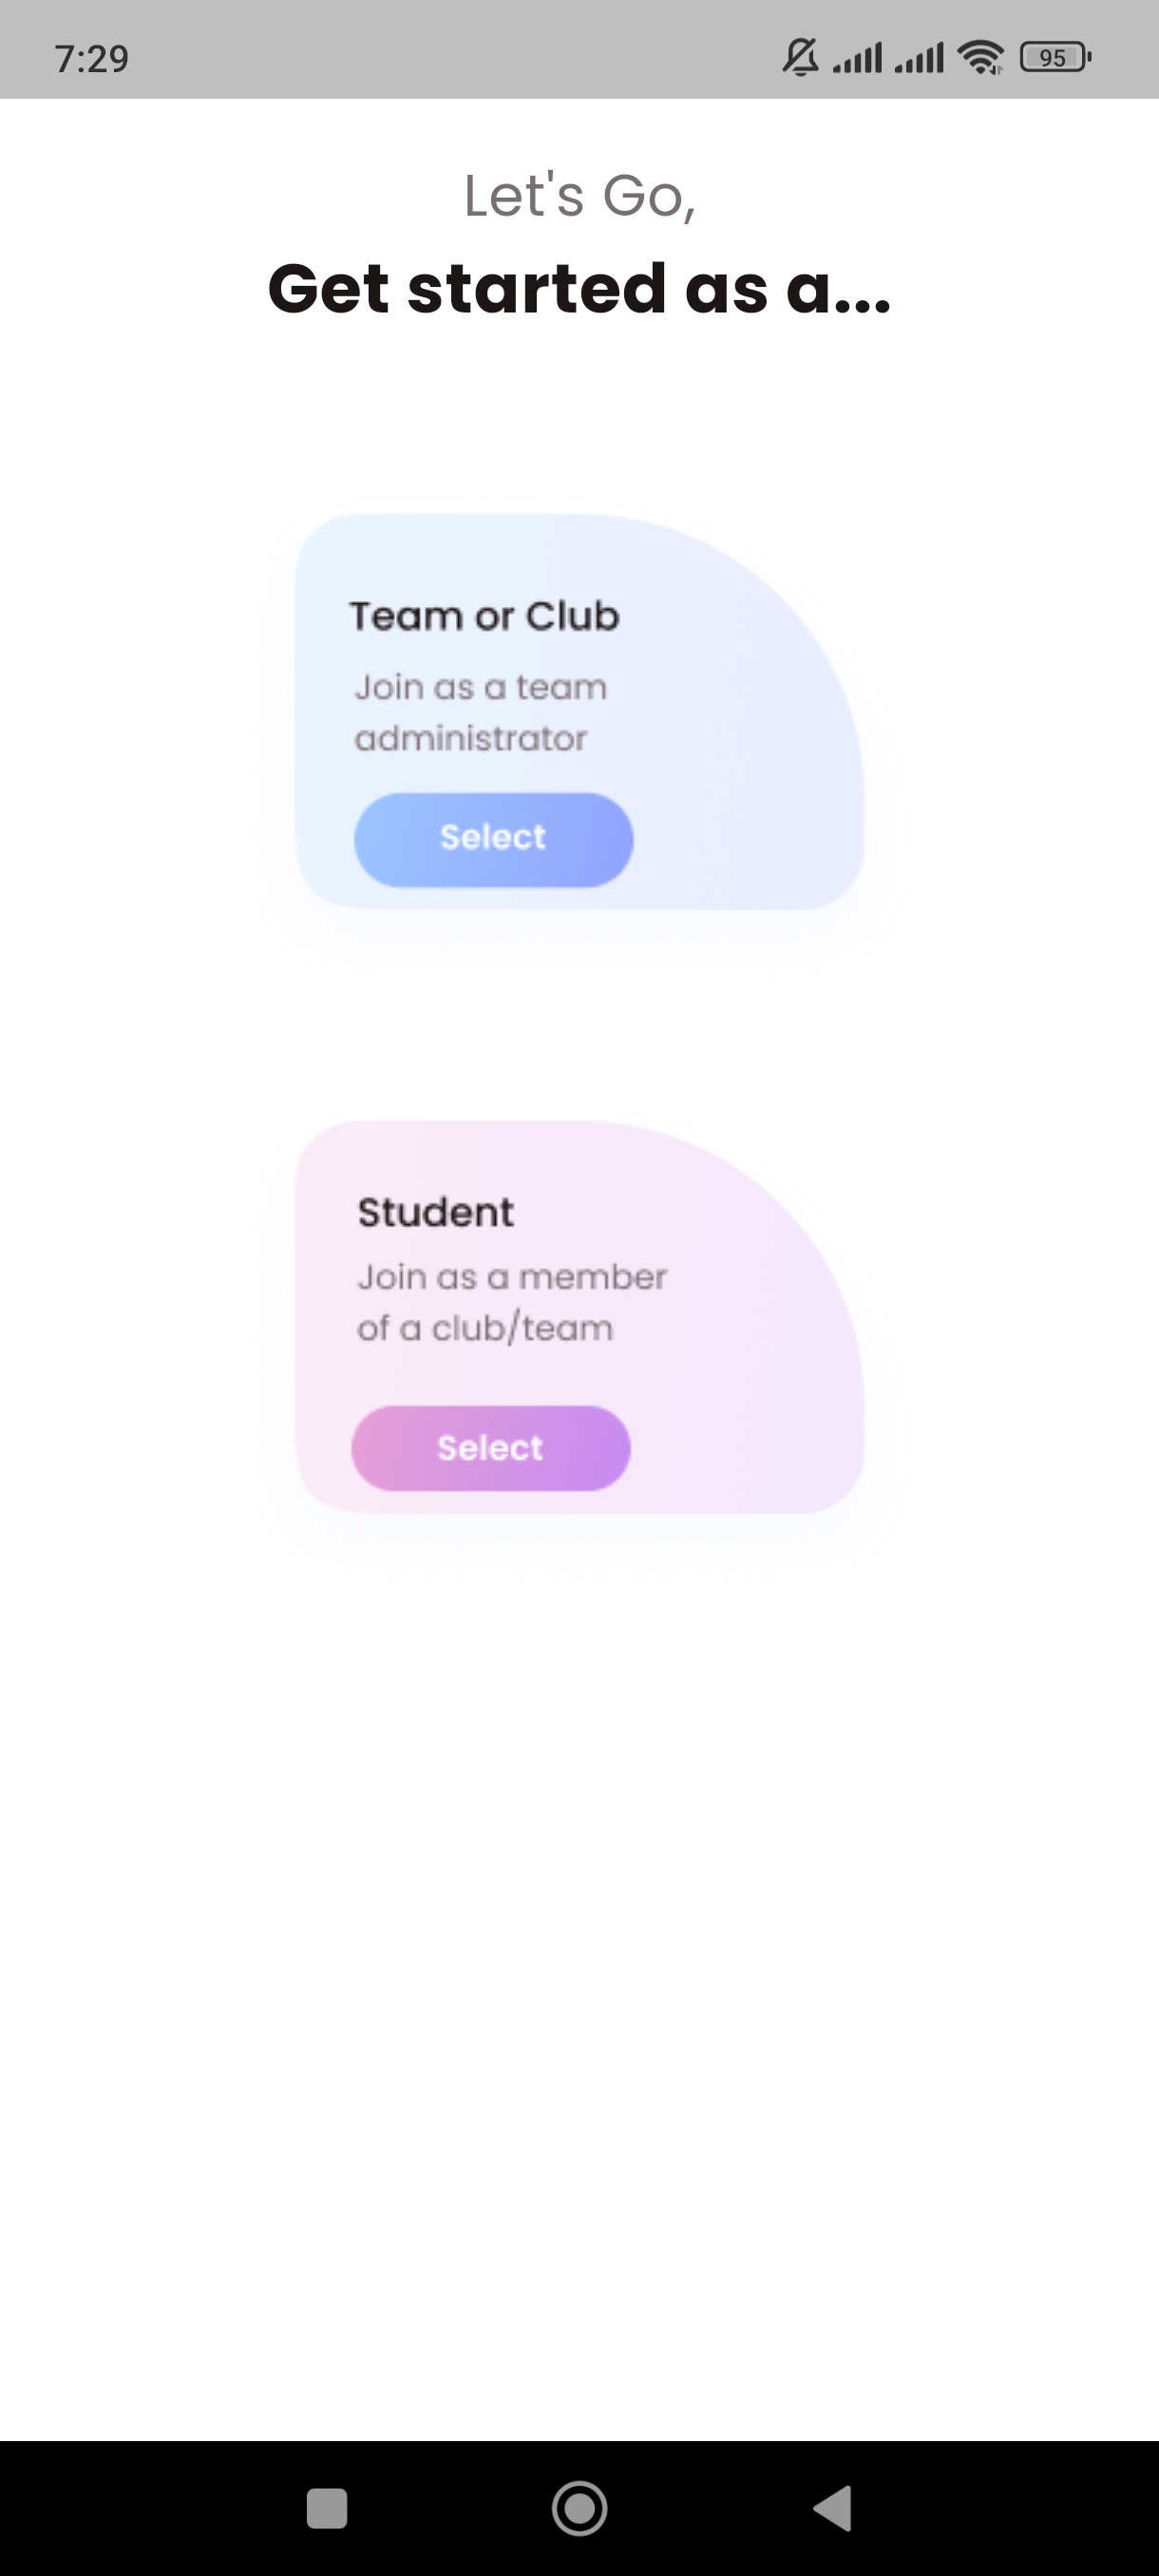 7:29
95
Let's Go,
Get started as a...
Team or Club
Join as a team
administrator
Select
Student
Join as a member
of a club/team
Select